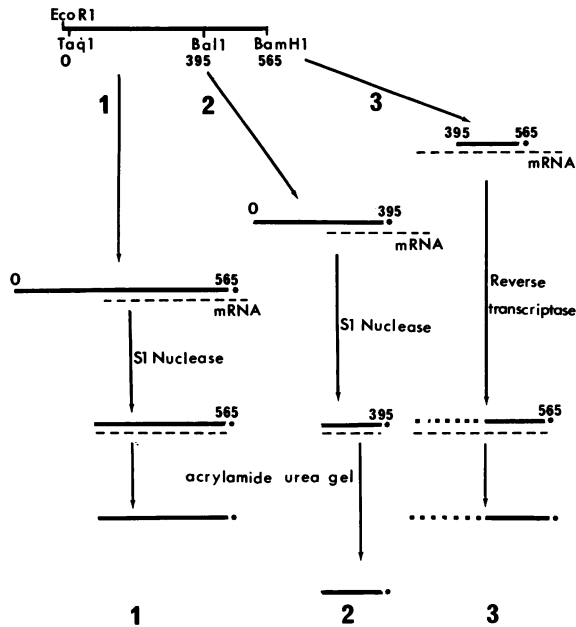 EcoR1
Taq1 Bal1 BamH1
0 395 565
1 2 3
395 565
mRNA
0 395
mRNA
0 565
mRNA
S1 Nuclease S1 Nuclease Reverse transcriptase
565 395 565
acrylamide urea gel
1 2 3